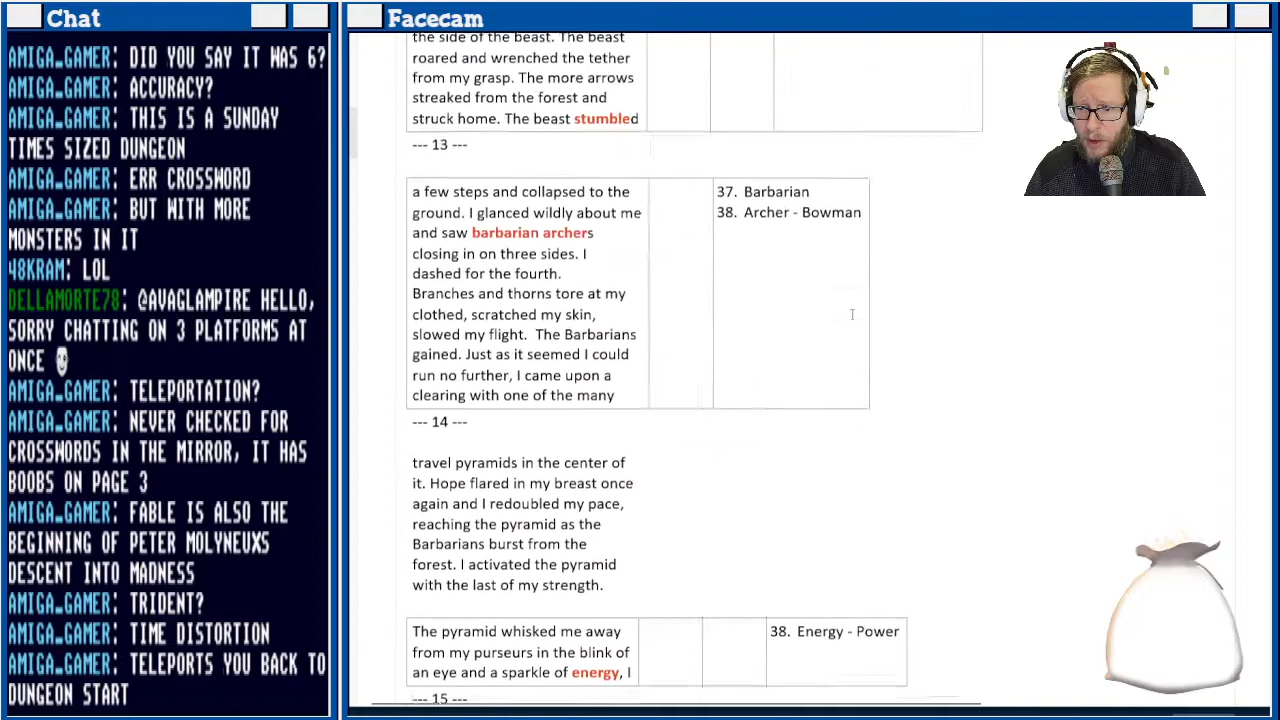 Chat
AMIGA_GAMER: DID YOU SAY IT WAS 6?
AMIGA_GAMER: ACCURACY?
AMIGA_GAMER: THIS IS A SUNDAY
TIMES SIZED DUNGEON
AMIGA_GAMER: ERR CROSSWORD
AMIGA_GAMER: BUT WITH MORE
MONSTERS IN IT
48KRAM: LOL
DELLAMORTE78: @AVAGLAMPIRE HELLO,
SORRY CHATTING ON 3 PLATFORMS AT
ONCE
AMIGA_GAMER: TELEPORTATION?
AMIGA_GAMER: NEVER CHECKED FOR
CROSSWORDS IN THE MIRROR, IT HAS
BOOBS ON PAGE 3
AMIGA_GAMER: FABLE IS ALSO THE
BEGINNING OF PETER MOLYNEUXS
DESCENT INTO MADNESS
AMIGA_GAMER: TRIDENT?
AMIGA_GAMER: TIME DISTORTION
AMIGA_GAMER: TELEPORTS YOU BACK TO
DUNGEON START
Facecam
the side of the beast. The beast
roared and wrenched the tether
from my grasp. The more arrows
streaked from the forest and
struck home. The beast stumbled
--- 13 ---
a few steps and collapsed to the
ground. I glanced wildly about me
and saw barbarian archers
closing in on three sides. I
dashed for the fourth.
Branches and thorns tore at my
clothed, scratched my skin,
slowed my flight. The Barbarians
gained. Just as it seemed I could
run no further, I came upon a
clearing with one of the many
37. Barbarian
38. Archer - Bowman
--- 14 ---
travel pyramids in the center of
it. Hope flared in my breast once
again and I redoubled my pace,
reaching the pyramid as the
Barbarians burst from the
forest. I activated the pyramid
with the last of my strength.
The pyramid whisked me away
from my purseurs in the blink of
an eye and a sparkle of energy, I
38. Energy - Power
--- 15 ---